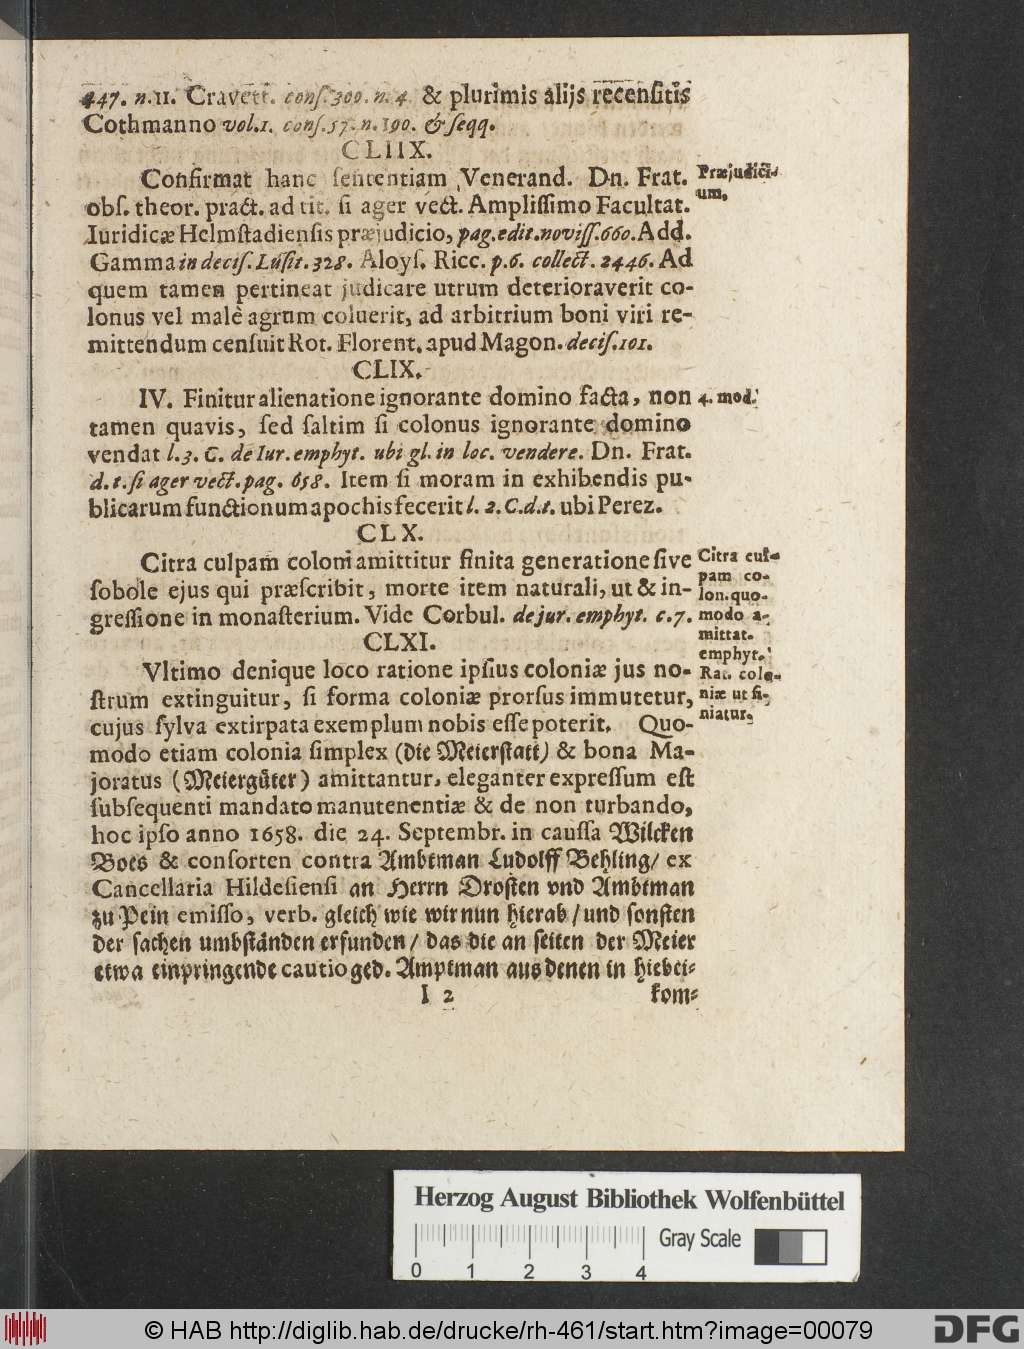 447. n. 11. Cravett. conſ. 300. n. 4. & plurimis alijs recenſitis
Cothmanno vol. 1. conſ. 57. n. 190. & ſeqq.
CLIIX.
Confirmat hanc ſententiam Venerand. Dn. Frat.
Præjudici-
um,
obſ. theor. pract. ad tit. ſi ager vect. Ampliſſimo Facultat.
Iuridicæ Helmſtadienſis præjudicio, pag. edit. noviſſ. 660. Add.
Gamma in deciſ. Luſit. 328. Aloyſ. Ricc. p. 6. collect. 2446. Ad
quem tamen pertineat judicare utrum deterioraverit co-
lonus vel malè agrum coluerit, ad arbitrium boni viri re-
mittendum cenſuit Rot. Florent. apud Magon. deciſ. 101.
CLIX.
IV. Finitur alienatione ignorante domino facta, non
4. mod.
tamen quavis, ſed ſaltim ſi colonus ignorante domino
vendat l. 3. C. de Iur. emphyt. ubi gl. in loc. vendere. Dn. Frat.
d. t. ſi ager vect. pag. 658. Item ſi moram in exhibendis pu-
blicarum functionum apochis fecerit l. 2. C. d. t. ubi Perez.
CLX.
Citra culpam coloni amittitur finita generatione ſive
ſobole ejus qui præſcribit, morte item naturali, ut & in-
greſſione in monaſterium. Vide Corbul. de jur. emphyt. c. 7.
Citra cul-
pam co-
lon. quo-
modo a-
mittat.
emphyt.
CLXI.
Vltimo denique loco ratione ipſius coloniæ jus no-
Rat. colo-
niæ ut fi-
niatur.
ſtrum extinguitur, ſi forma coloniæ prorſus immutetur,
cujus ſylva extirpata exemplum nobis eſſe poterit. Quo-
modo etiam colonia ſimplex (die Meierſtatt) & bona Ma-
joratus (Meiergüter) amittantur, eleganter expreſſum eſt
ſubſequenti mandato manutenentiæ & de non turbando,
hoc ipſo anno 1658. die 24. Septembr. in cauſſa Wilcken
Boes & conſorten contra Ambtman Ludolff Behling/ ex
Cancellaria Hildeſienſi an Herrn Droſten vnd Ambtman
zu Pein emiſſo, verb. gleich wie wir nun hierab / und ſonſten
der ſachen umbſtänden erfunden / das die an ſeiten der Meier
etwa einpringende cautio ged. Amptman aus denen in hiebei-
I 2
kom-
Herzog August Bibliothek Wolfenbüttel
Gray Scale
0 1 2 3 4
© HAB http://diglib.hab.de/drucke/rh-461/start.htm?image=00079
DFG